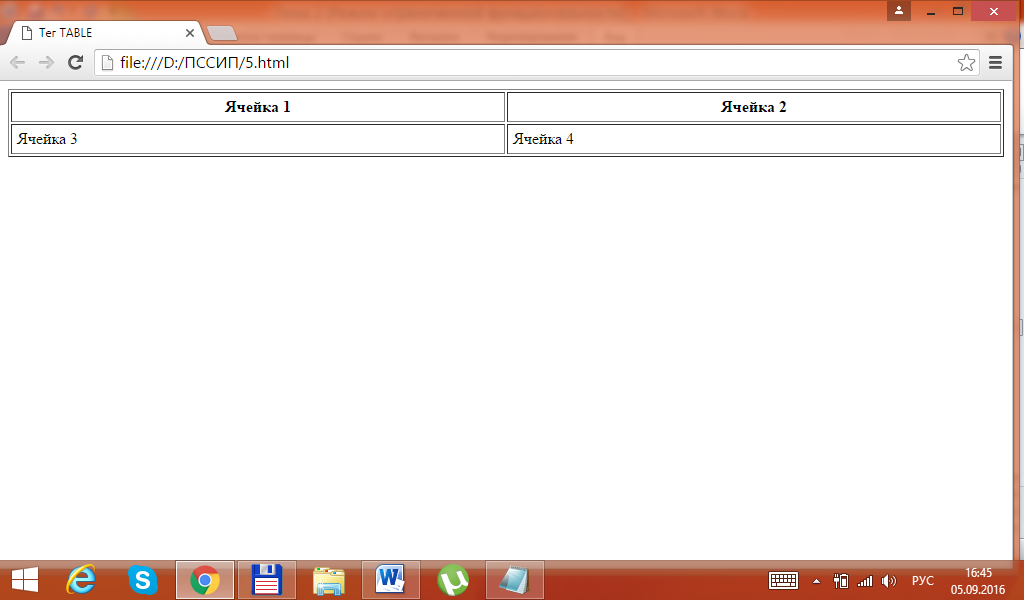 Тег TABLE
file:///D:/ПССИП/5.html
Ячейка 1 Ячейка 2
Ячейка 3 Ячейка 4
РУС
16:45
05.09.2016